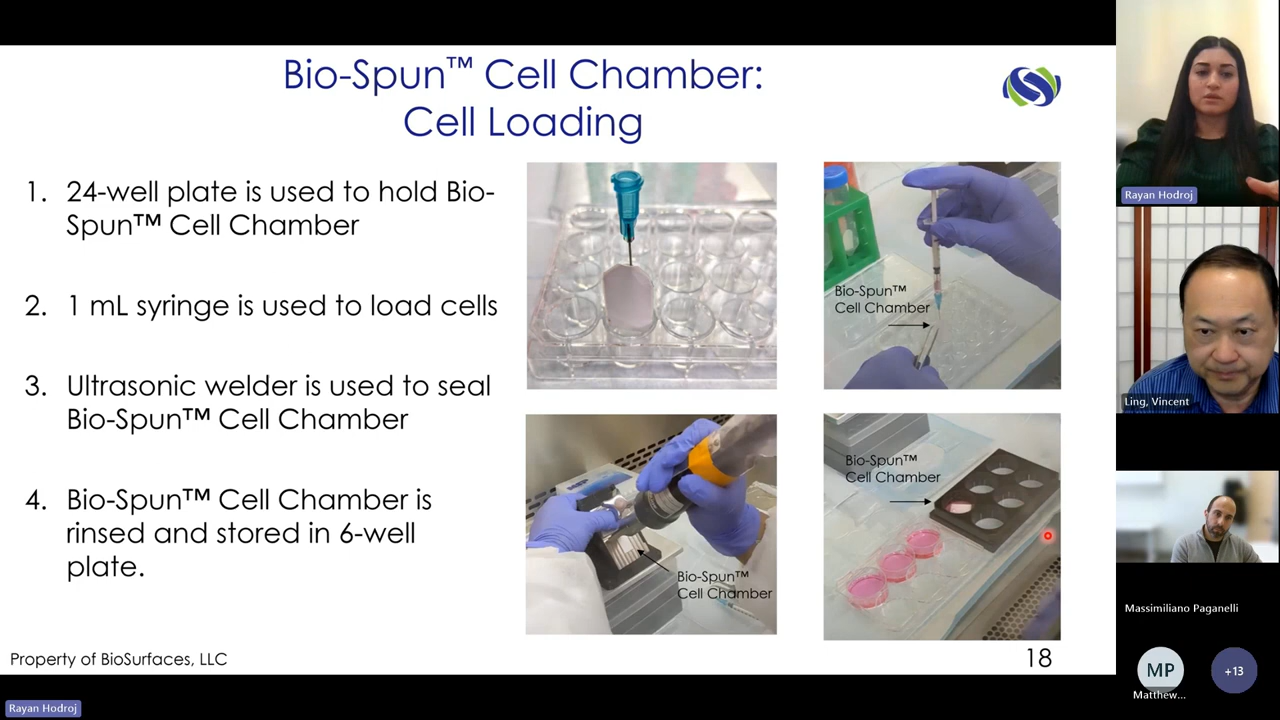 Bio-Spun™ Cell Chamber:
Cell Loading
1. 24-well plate is used to hold Bio-
Spun™ Cell Chamber
2. 1 mL syringe is used to load cells
3. Ultrasonic welder is used to seal
Bio-Spun™ Cell Chamber
4. Bio-Spun™ Cell Chamber is
rinsed and stored in 6-well
plate.
Bio-Spun™
Cell Chamber
Bio-Spun™
Cell Chamber
Bio-Spun™
Cell Chamber
Property of BioSurfaces, LLC
18
Rayan Hodroj
Rayan Hodroj
Ling, Vincent
Massimiliano Paganelli
MP
Matthew...
+13